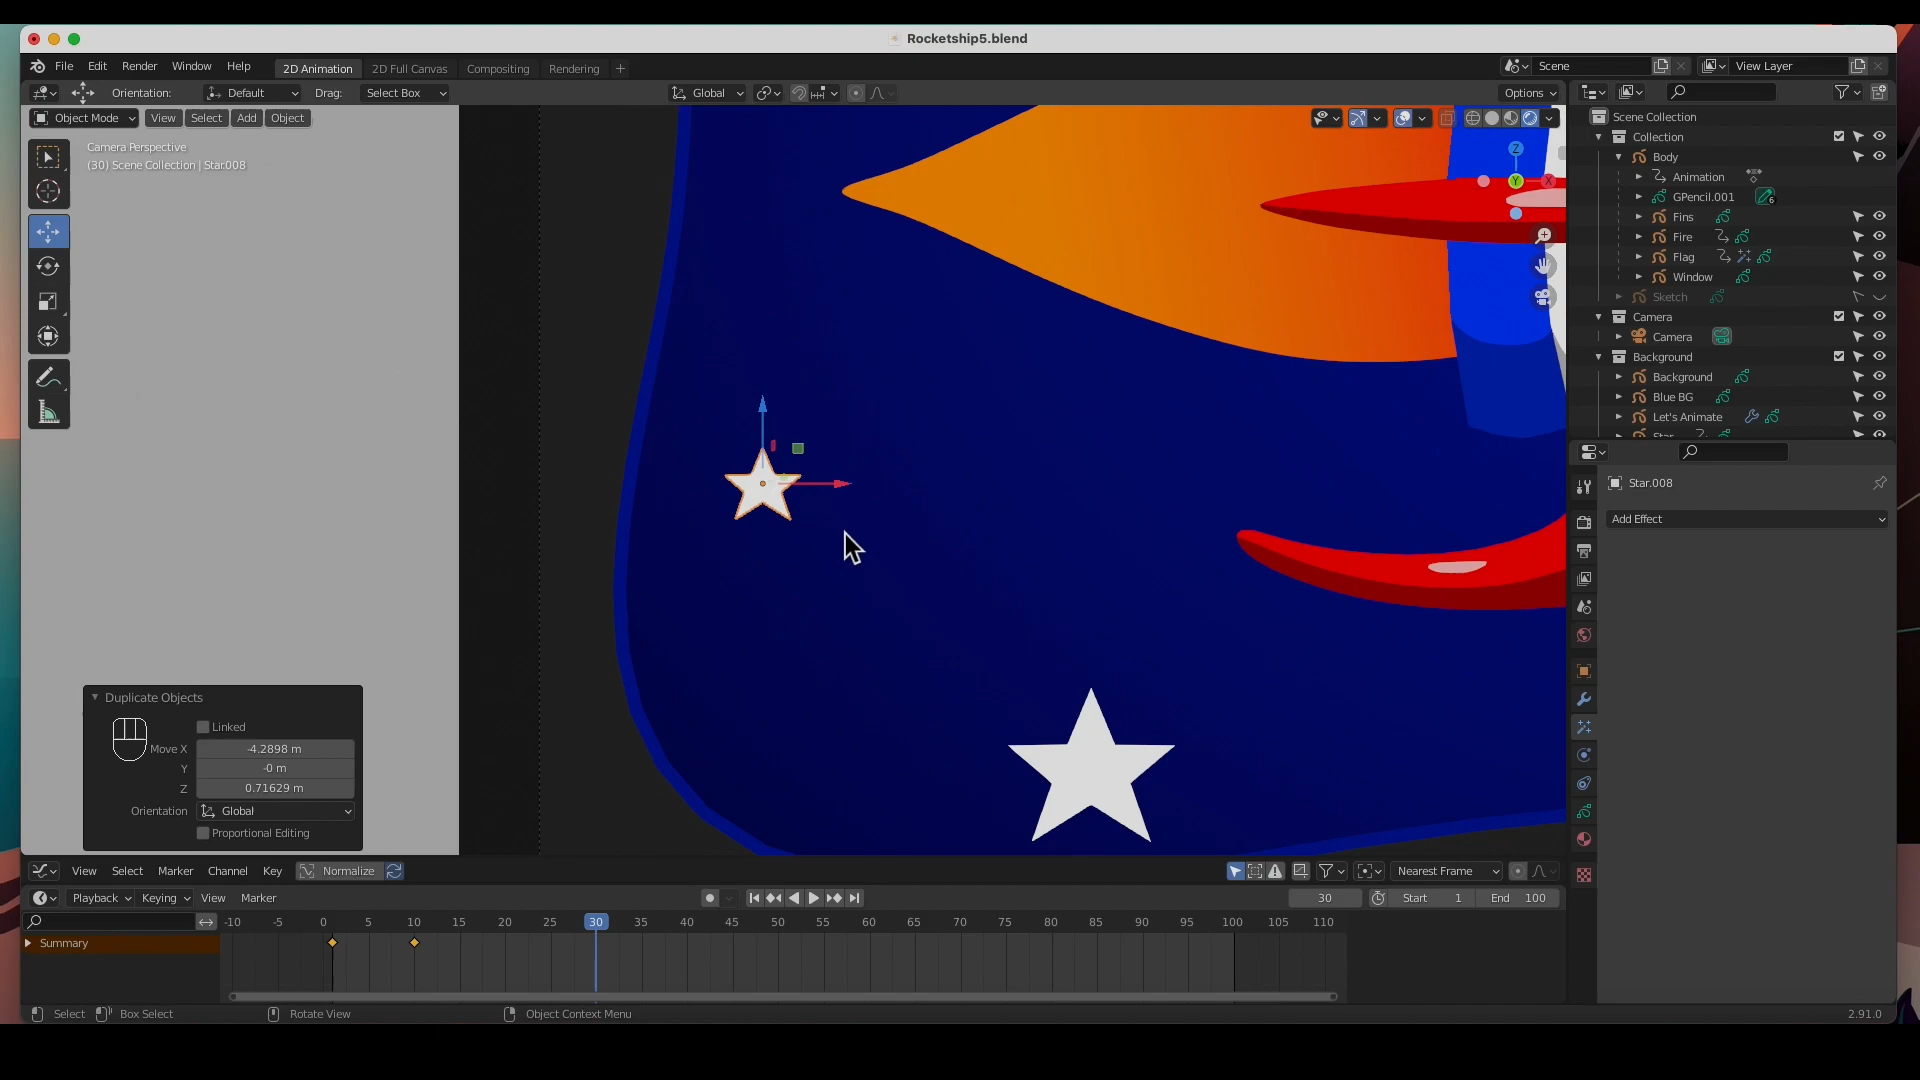 Rocketship5.blend
File Edit Render Window Help 2D Animation 2D Full Canvas Compositing Rendering + Scene View Layer
Orientation: Default Drag: Select Box Global Options
Object Mode View Select Add Object
Camera Perspective
(30) Scene Collection | Star.008
Z
Y
X
Scene Collection
Collection
Body
Animation
GPencil.001 6
Fins
Fire
Flag
Window
Sketch
Camera
Camera
Background
Background
Blue BG
Let's Animate
Star
Star.008
Add Effect
Duplicate Objects
Linked
Move X -4.2898 m
Y -0 m
Z 0.71629 m
Orientation Global
Proportional Editing
View Select Marker Channel Key Normalize Nearest Frame
Playback Keying View Marker 30 Start 1 End 100
-10 -5 0 5 10 15 20 25 30 35 40 45 50 55 60 65 70 75 80 85 90 95 100 105 110
Summary
Select Box Select Rotate View Object Context Menu 2.91.0